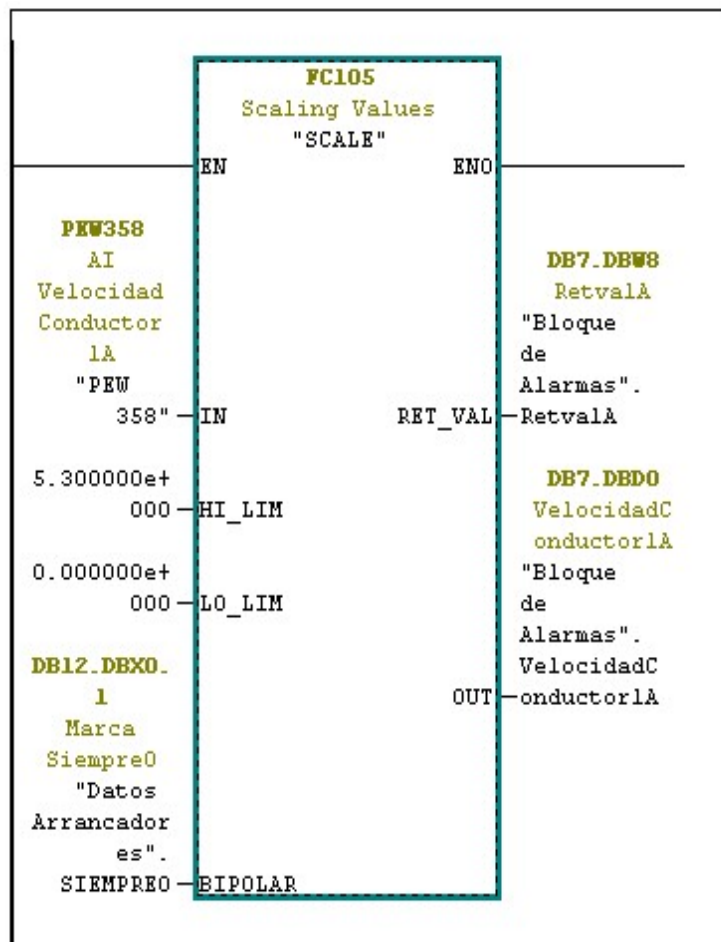 FC105
Scaling Values
"SCALE"
EN
ENO
PEW358
AI
Velocidad
Conductor
1A
"PEW
358"
IN
DB7.DBW8
RetvalA
"Bloque
de
Alarmas".
RET_VAL
RetvalA
5.300000e+
000
HI_LIM
0.000000e+
000
LO_LIM
DB7.DBD0
VelocidadC
onductor1A
"Bloque
de
Alarmas".
VelocidadC
OUT
onductor1A
DB12.DBX0.
1
Marca
Siempre0
"Datos
Arrancador
es".
SIEMPRE0
BIPOLAR